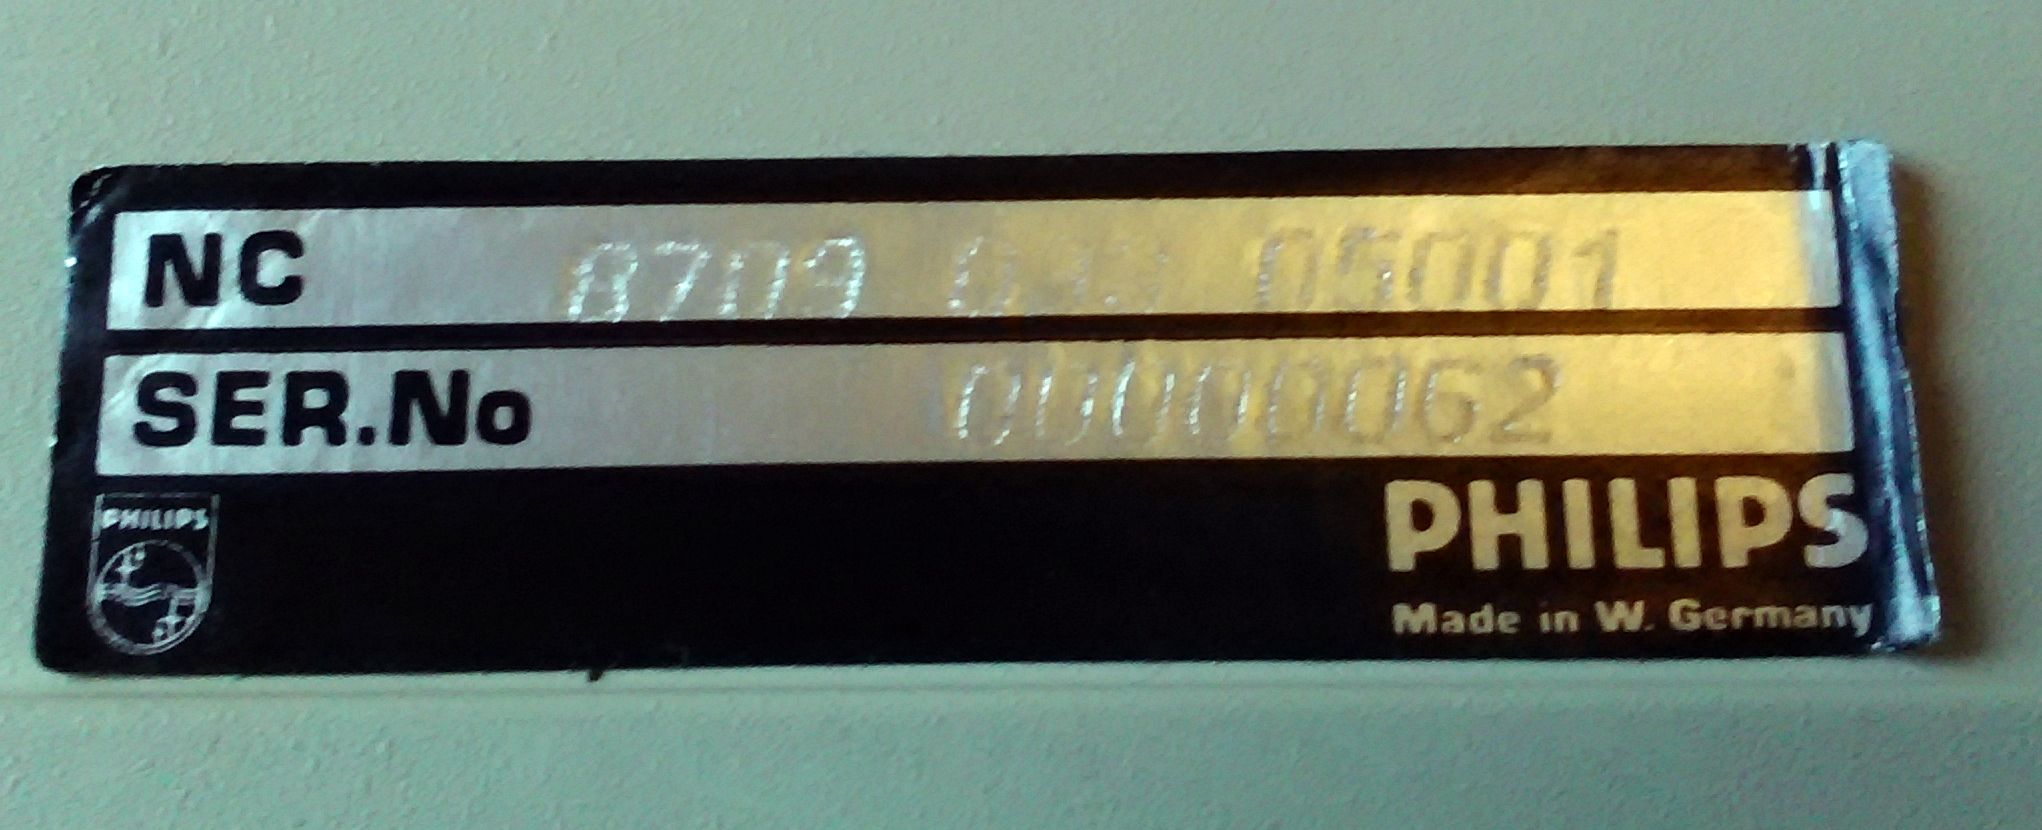 NC 8709 05001
SER.No 00000062
PHILIPS
PHILIPS
Made in W. Germany